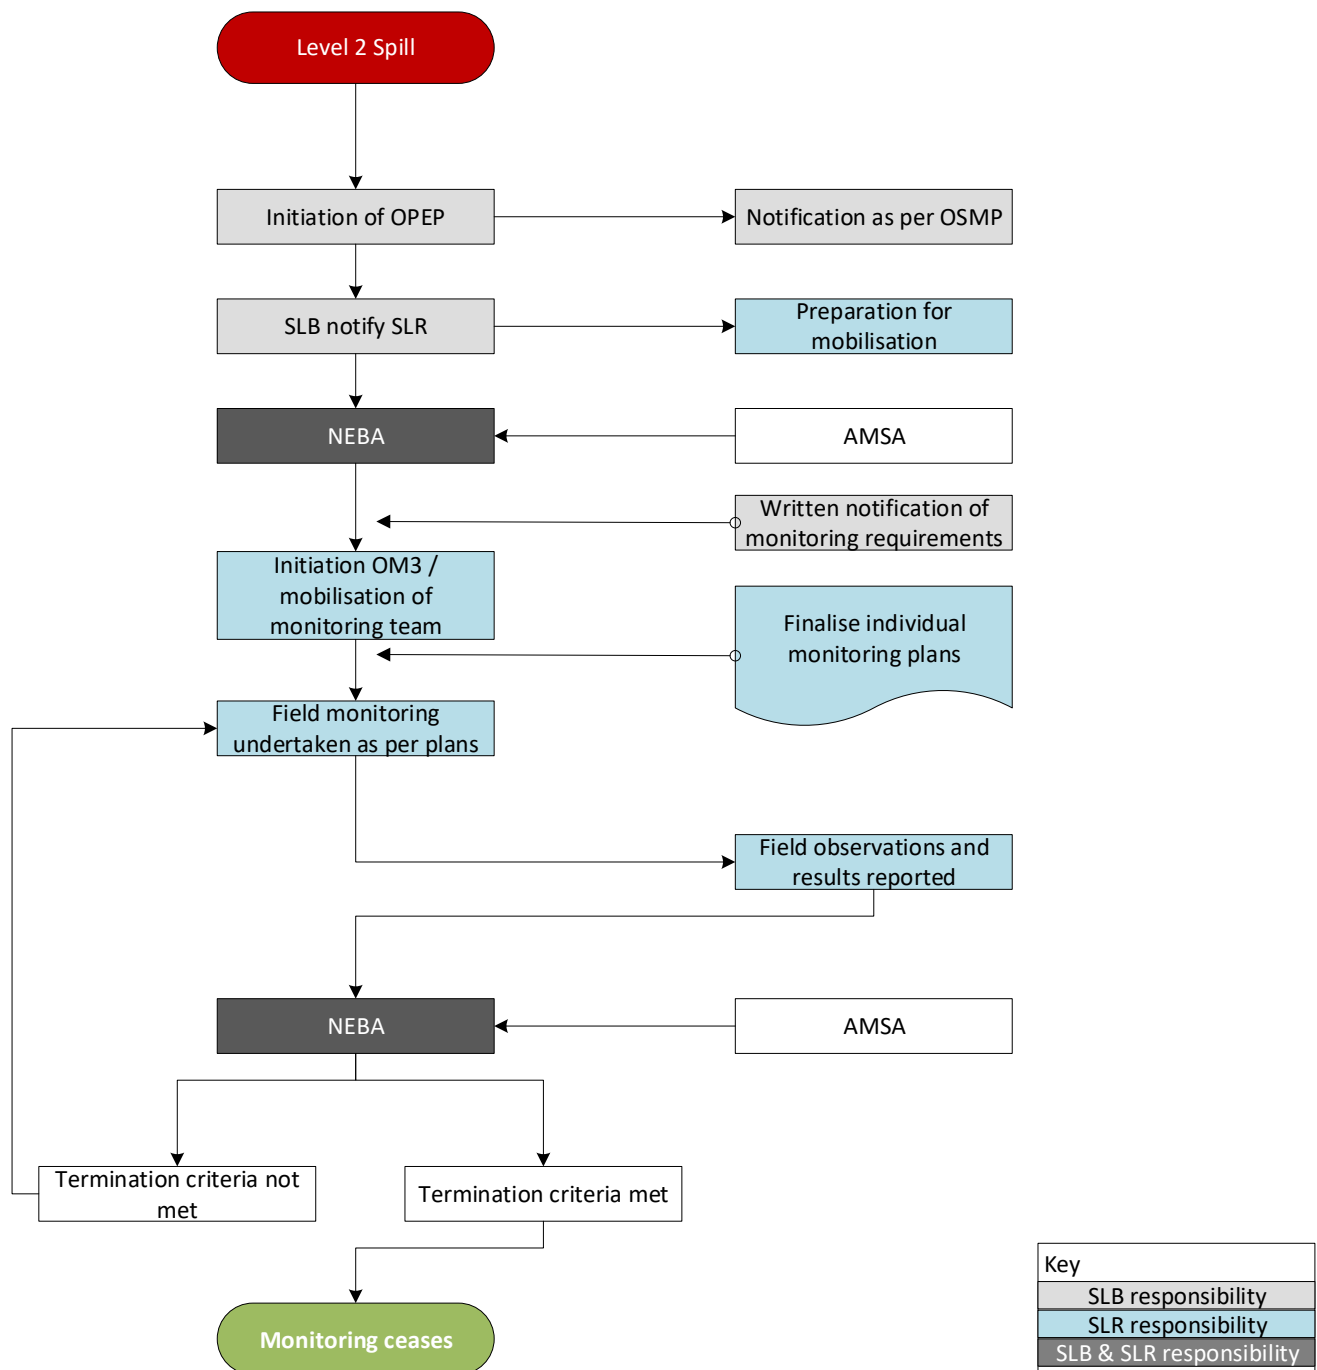 Level 2 Spill
Initiation of OPEP
Notification as per OSMP
SLB notify SLR
Preparation for
mobilisation
NEBA
AMSA
Written notification of
monitoring requirements
Initiation OM3 /
mobilisation of
monitoring team
Finalise individual
monitoring plans
Field monitoring
undertaken as per plans
Field observations and
results reported
NEBA
AMSA
Termination criteria not
met
Termination criteria met
Monitoring ceases
Key
SLB responsibility
SLR responsibility
SLB & SLR responsibility